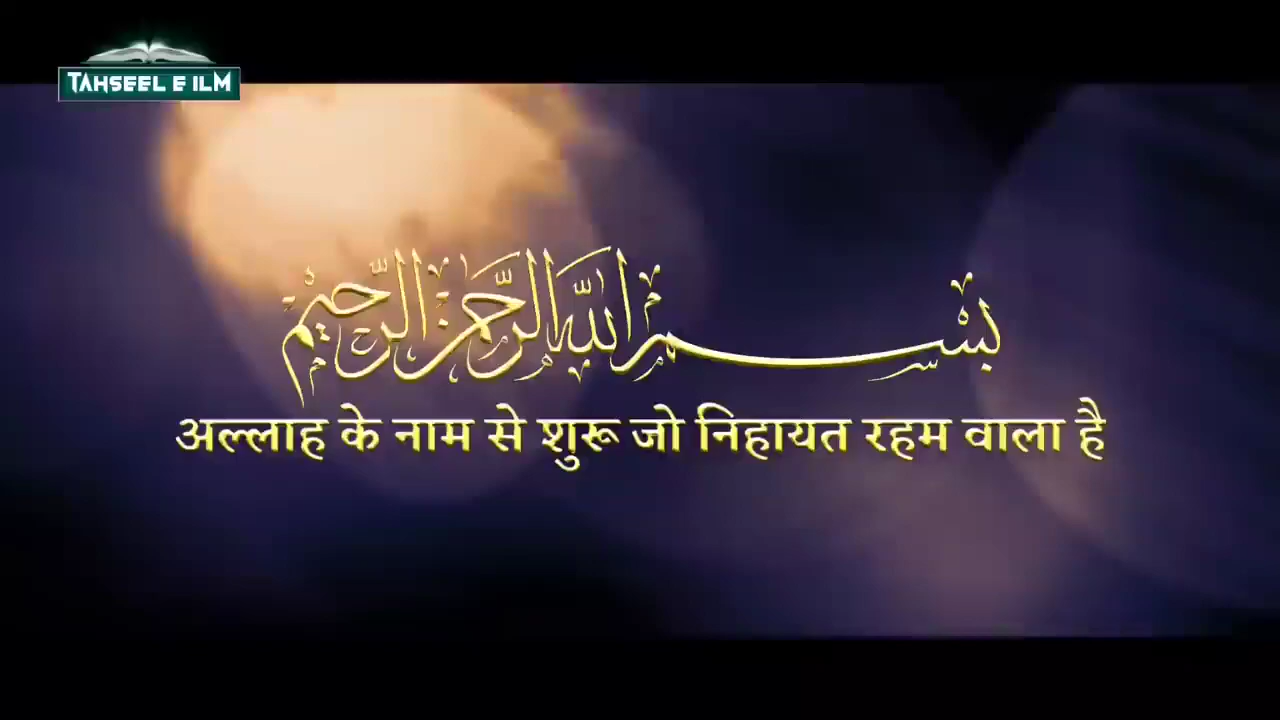 TAHSEEL E ILM
بسم الله الرحمن الرحيم
अल्लाह के नाम से शुरू जो निहायत रहम वाला है